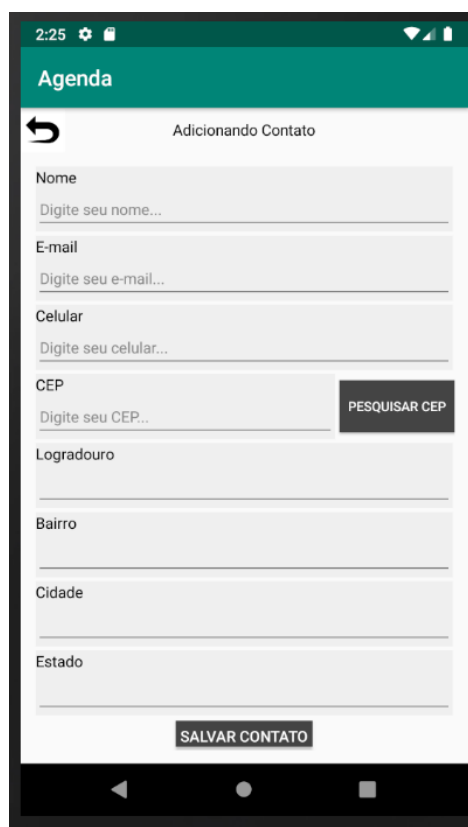 2:25
Agenda
Adicionando Contato
Nome
Digite seu nome...
E-mail
Digite seu e-mail...
Celular
Digite seu celular...
CEP
Digite seu CEP...
PESQUISAR CEP
Logradouro
Bairro
Cidade
Estado
SALVAR CONTATO